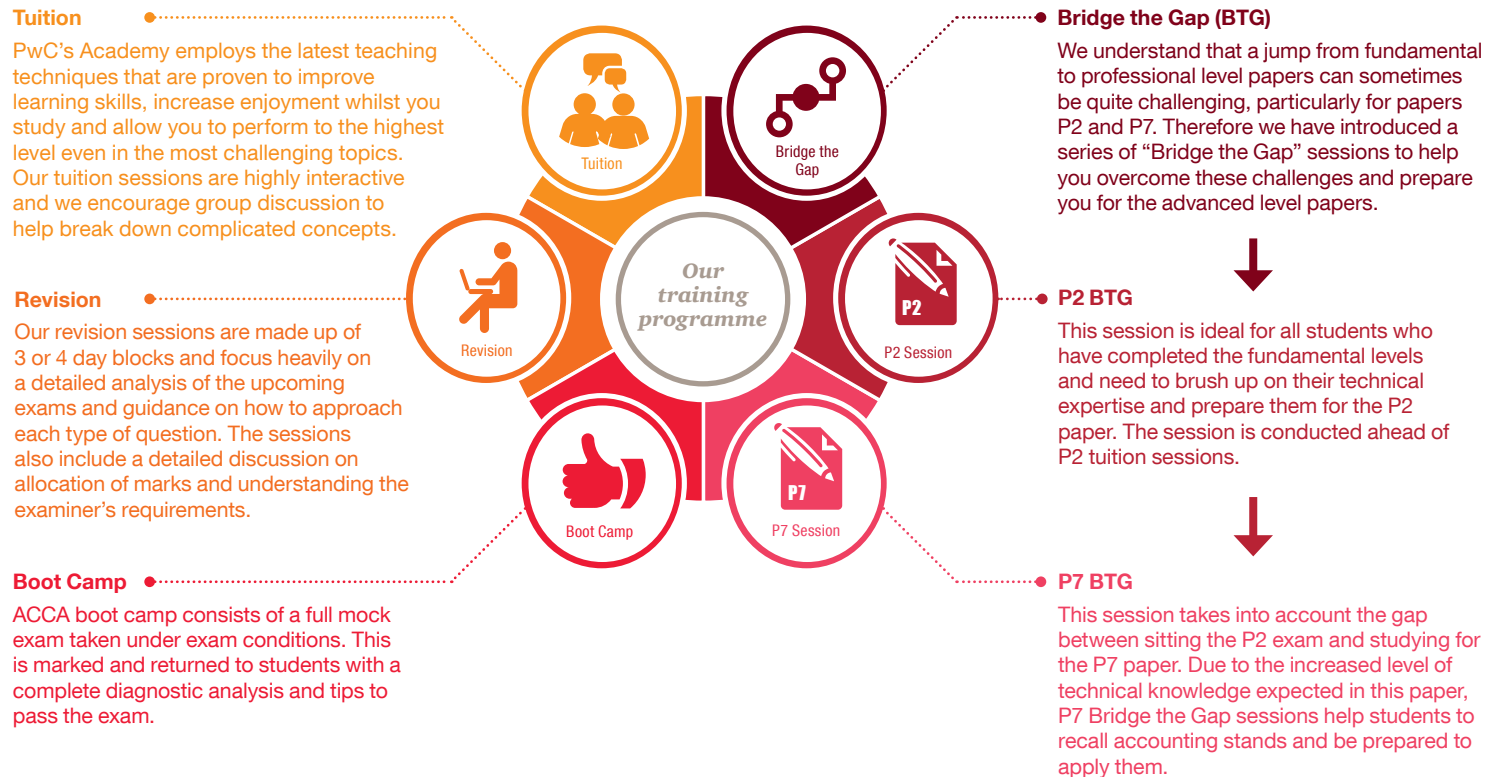 Tuition
PwC's Academy employs the latest teaching
techniques that are proven to improve
learning skills, increase enjoyment whilst you
study and allow you to perform to the highest
level even in the most challenging topics.
Our tuition sessions are highly interactive
and we encourage group discussion to
help break down complicated concepts.
Revision
Our revision sessions are made up of
3 or 4 day blocks and focus heavily on
a detailed analysis of the upcoming
exams and guidance on how to approach
each type of question. The sessions
also include a detailed discussion on
allocation of marks and understanding the
examiner's requirements.
Boot Camp
ACCA boot camp consists of a full mock
exam taken under exam conditions. This
is marked and returned to students with a
complete diagnostic analysis and tips to
pass the exam.
Tuition
Bridge the
Gap
Revision
Our
training
programme
P2
P2 Session
Boot Camp
P7
P7 Session
Bridge the Gap (BTG)
We understand that a jump from fundamental
to professional level papers can sometimes
be quite challenging, particularly for papers
P2 and P7. Therefore we have introduced a
series of “Bridge the Gap” sessions to help
you overcome these challenges and prepare
you for the advanced level papers.
P2 BTG
This session is ideal for all students who
have completed the fundamental levels
and need to brush up on their technical
expertise and prepare them for the P2
paper. The session is conducted ahead of
P2 tuition sessions.
P7 BTG
This session takes into account the gap
between sitting the P2 exam and studying for
the P7 paper. Due to the increased level of
technical knowledge expected in this paper,
P7 Bridge the Gap sessions help students to
recall accounting stands and be prepared to
apply them.